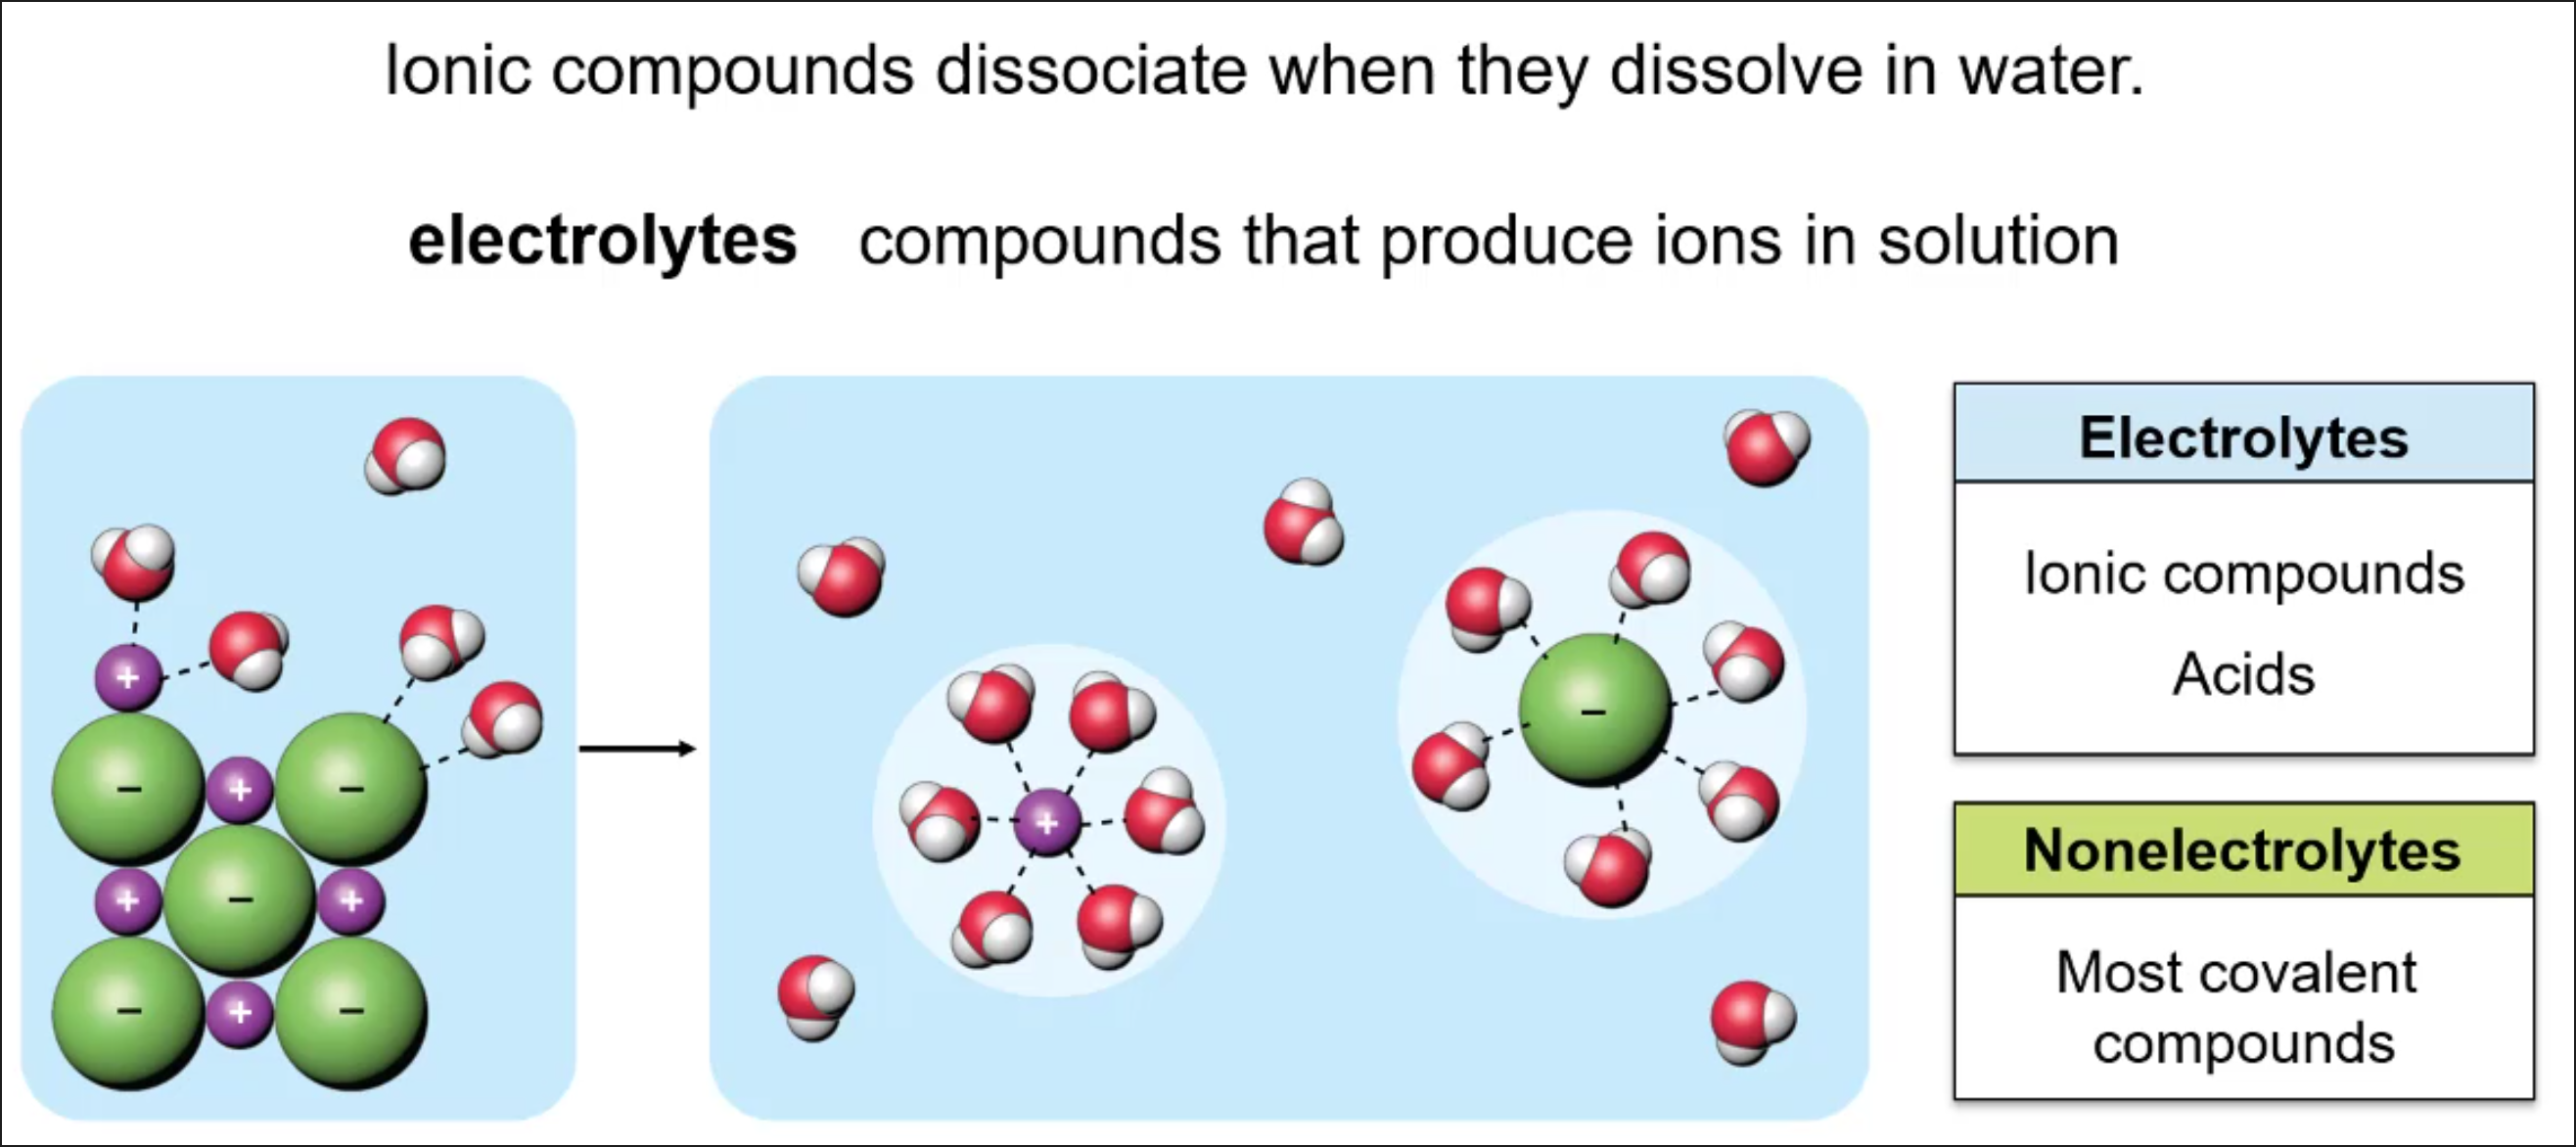 Ionic compounds dissociate when they dissolve in water.
electrolytes compounds that produce ions in solution
+
−
+
−
+
−
+
−
+
−
+
−
Electrolytes
Ionic compounds
Acids
Nonelectrolytes
Most covalent
compounds